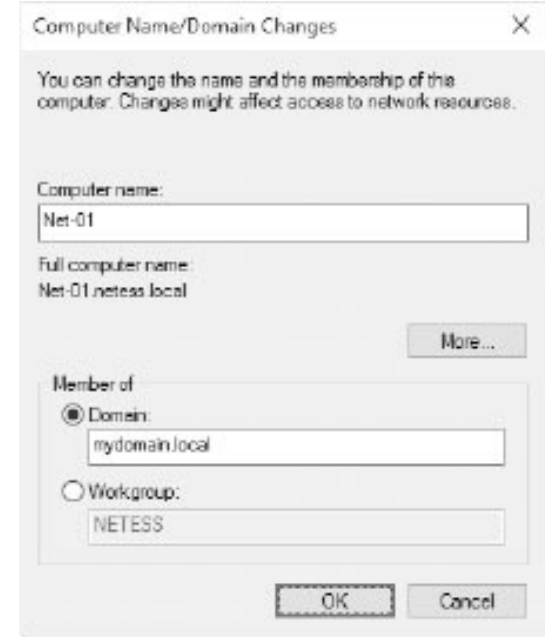 Computer Name/Domain Changes
You can change the name and the membership of this
computer. Changes might affect access to network resources.
Computer name:
Net-01
Full computer name:
Net-01.netess.local
More...
Member of
Domain:
mydomain.local
Workgroup:
NETESS
OK
Cancel